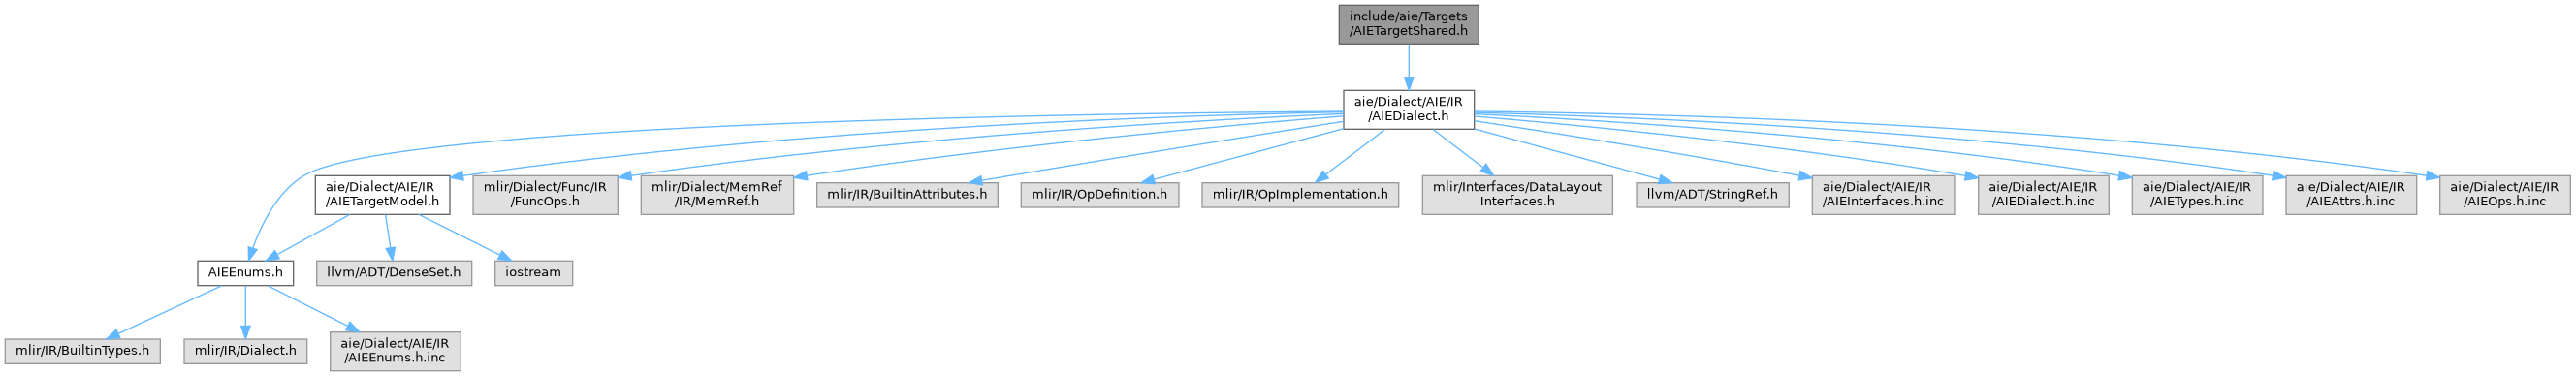 include/aie/Targets
/AIETargetShared.h
aie/Dialect/AIE/IR
/AIEDialect.h
aie/Dialect/AIE/IR
/AIETargetModel.h
mlir/Dialect/Func/IR
/FuncOps.h
mlir/Dialect/MemRef
/IR/MemRef.h
mlir/IR/BuiltinAttributes.h
mlir/IR/OpDefinition.h
mlir/IR/OpImplementation.h
mlir/Interfaces/DataLayout
Interfaces.h
llvm/ADT/StringRef.h
aie/Dialect/AIE/IR
/AIEInterfaces.h.inc
aie/Dialect/AIE/IR
/AIEDialect.h.inc
aie/Dialect/AIE/IR
/AIETypes.h.inc
aie/Dialect/AIE/IR
/AIEAttrs.h.inc
aie/Dialect/AIE/IR
/AIEOps.h.inc
AIEEnums.h
llvm/ADT/DenseSet.h
iostream
mlir/IR/BuiltinTypes.h
mlir/IR/Dialect.h
aie/Dialect/AIE/IR
/AIEEnums.h.inc